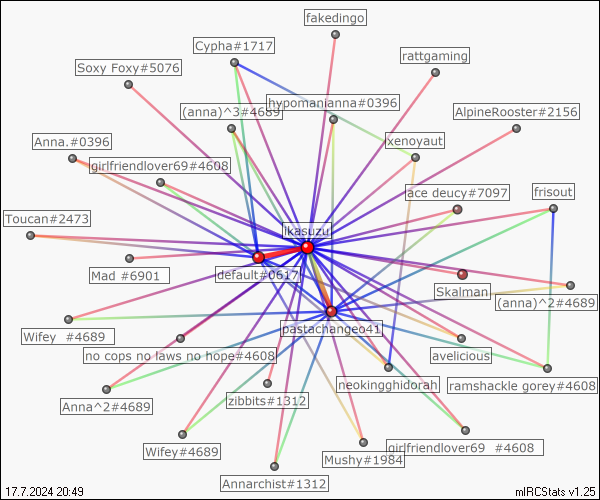 fakedingo
Cypha#1717
rattgaming
Soxy Foxy#5076
hypomanianna#0396
(anna)^3#4689
AlpineRooster#2156
Anna.#0396
xenoyaut
girlfriendlover69#4608
ace deucy#7097
frisout
Toucan#2473
ikasuzu
default#0617
Mad #6901
Skalman
(anna)^2#4689
pastachangeo41
Wifey #4689
no cops no laws no hope#4608
avelicious
neokingghidorah
ramshackle gorey#4608
zibbits#1312
Anna^2#4689
Wifey#4689
girlfriendlover69 #4608
Mushy#1984
Annarchist#1312
17.7.2024 20:49
mIRCStats v1.25